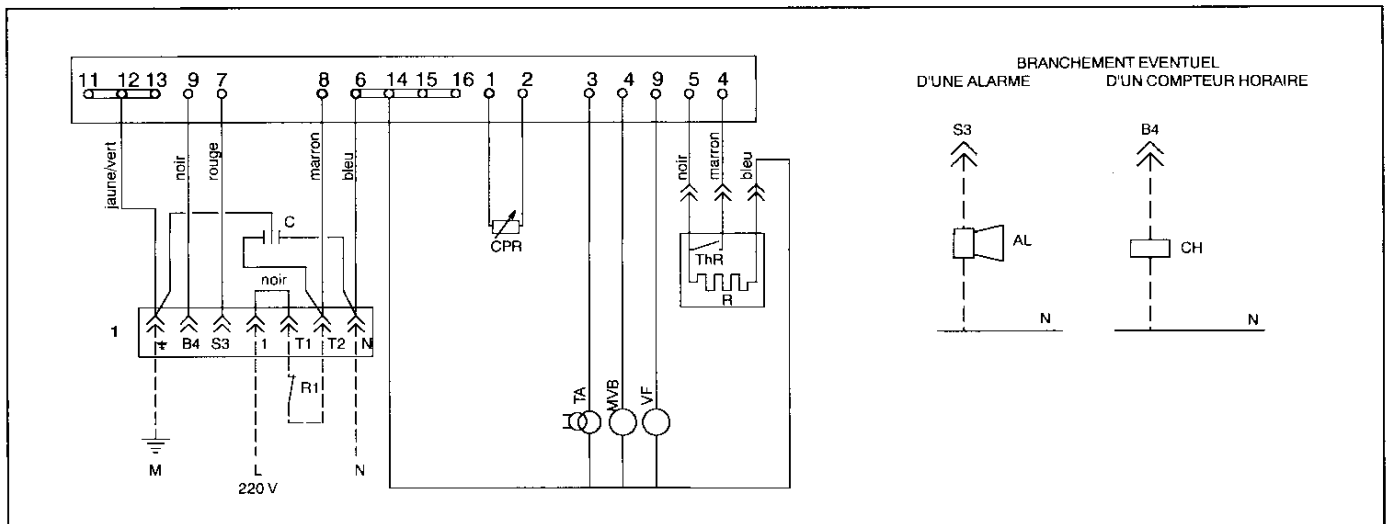 BRANCHEMENT EVENTUEL
D'UNE ALARME D'UN COMPTEUR HORAIRE
11 12 13 9 7 8 6 14 15 16 1 2 3 4 9 5 4
S3 B4
jaune/vert noir rouge marron bleu noir marron bleu
C
AL CH
CPR
ThR
noir
R
N N
1 B4 S3 1 T1 T2 N
R1
TA MVB VF
M L N
220 V